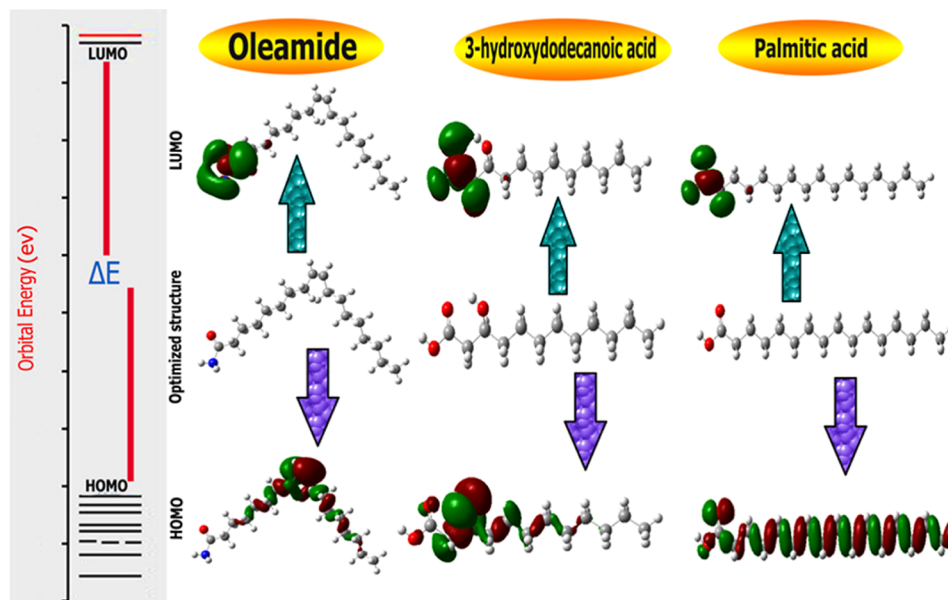 Oleamide
3-hydroxydodecanoic acid
Palmitic acid
LUMO
ΔE
HOMO
Orbital Energy (ev)
LUMO
Optimized structure
HOMO